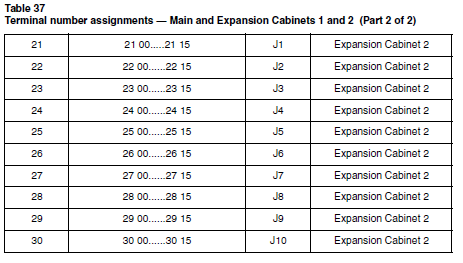 Table 37
Terminal number assignments — Main and Expansion Cabinets 1 and 2 (Part 2 of 2)
21 21 00.....21 15 J1 Expansion Cabinet 2
22 22 00......22 15 J2 Expansion Cabinet 2
23 23 00......23 15 J3 Expansion Cabinet 2
24 24 00......24 15 J4 Expansion Cabinet 2
25 25 00......25 15 J5 Expansion Cabinet 2
26 26 00......26 15 J6 Expansion Cabinet 2
27 27 00......27 15 J7 Expansion Cabinet 2
28 28 00......28 15 J8 Expansion Cabinet 2
29 29 00......29 15 J9 Expansion Cabinet 2
30 30 00......30 15 J10 Expansion Cabinet 2